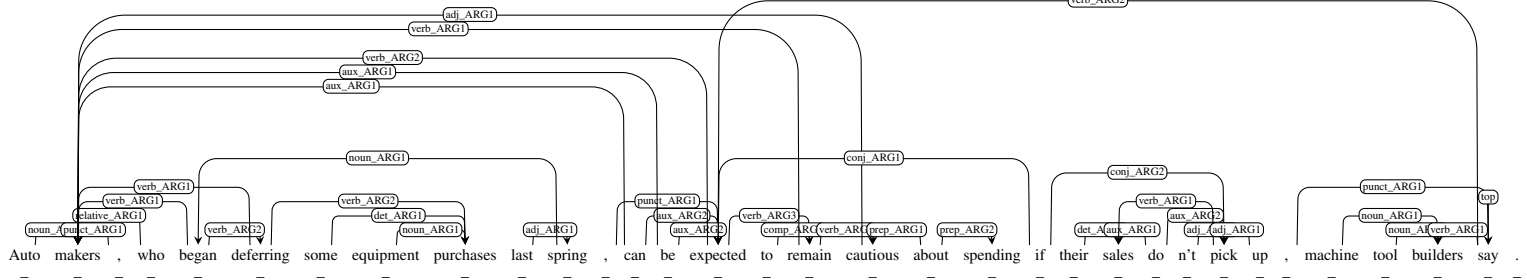 verb_ARG2
adj_ARG1
verb_ARG1
verb_ARG2
aux_ARG1
aux_ARG1
noun_ARG1 conj_ARG1
conj_ARG2
verb_ARG1 punct_ARG1
verb_ARG1 verb_ARG2 punct_ARG1 verb_ARG1 top
relative_ARG1 det_ARG1 aux_ARG2 verb_ARG3 aux_ARG2 noun_ARG1
punct_ARG1 verb_ARG2 noun_ARG1 adj_ARG1 aux_ARG2 prep_ARG1 prep_ARG2 aux_ARG1 adj_ARG1 verb_ARG1
Auto makers , who began deferring some equipment purchases last spring , can be expected to remain cautious about spending if their sales do n't pick up , machine tool builders say .